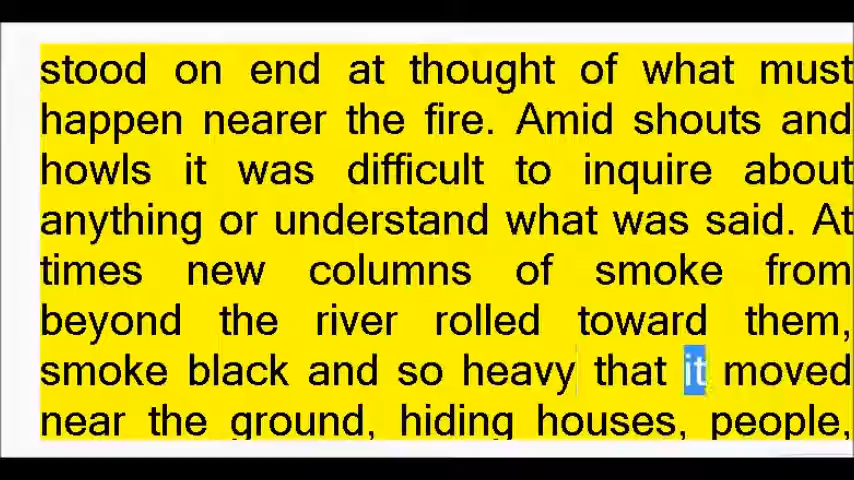 stood on end at thought of what must
happen nearer the fire. Amid shouts and
howls it was difficult to inquire about
anything or understand what was said. At
times new columns of smoke from
beyond the river rolled toward them,
smoke black and so heavy that it moved
near the ground, hiding houses, people,